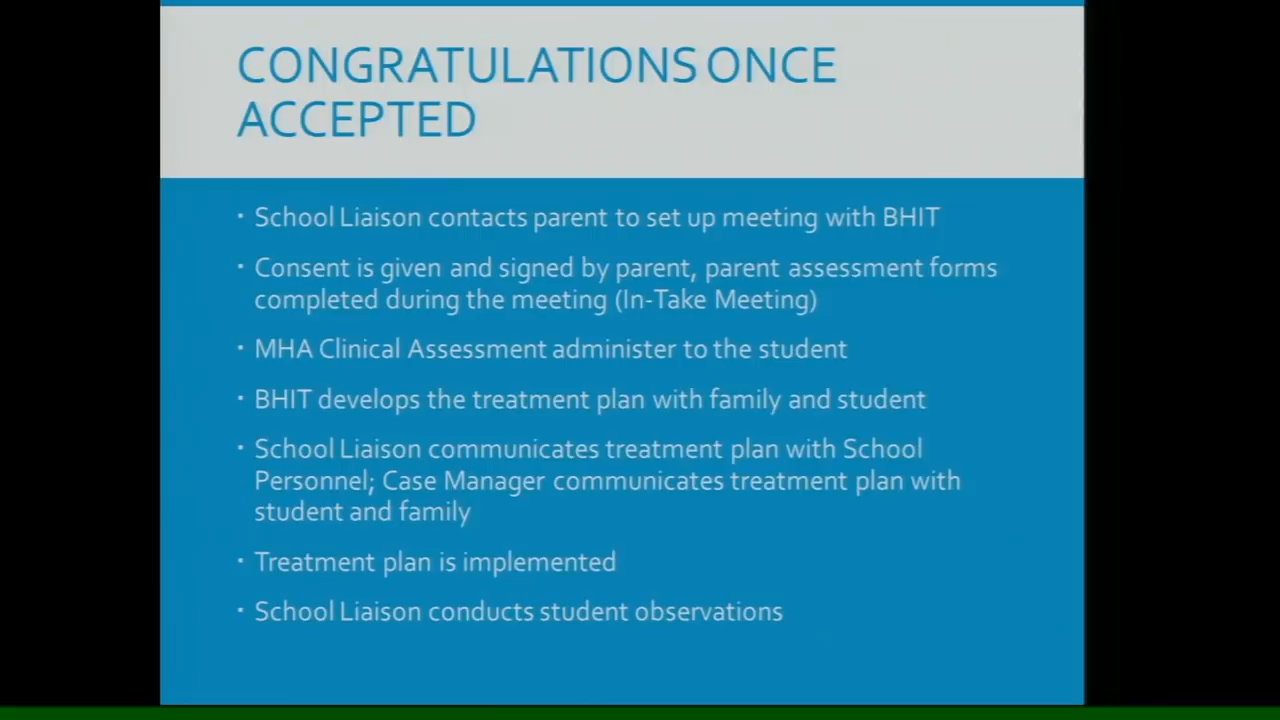 CONGRATULATIONS ONCE
ACCEPTED
▪ School Liaison contacts parent to set up meeting with BHIT
▪ Consent is given and signed by parent, parent assessment forms
completed during the meeting (In-Take Meeting)
▪ MHA Clinical Assessment administer to the student
▪ BHIT develops the treatment plan with family and student
▪ School Liaison communicates treatment plan with School
Personnel; Case Manager communicates treatment plan with
student and family
▪ Treatment plan is implemented
▪ School Liaison conducts student observations